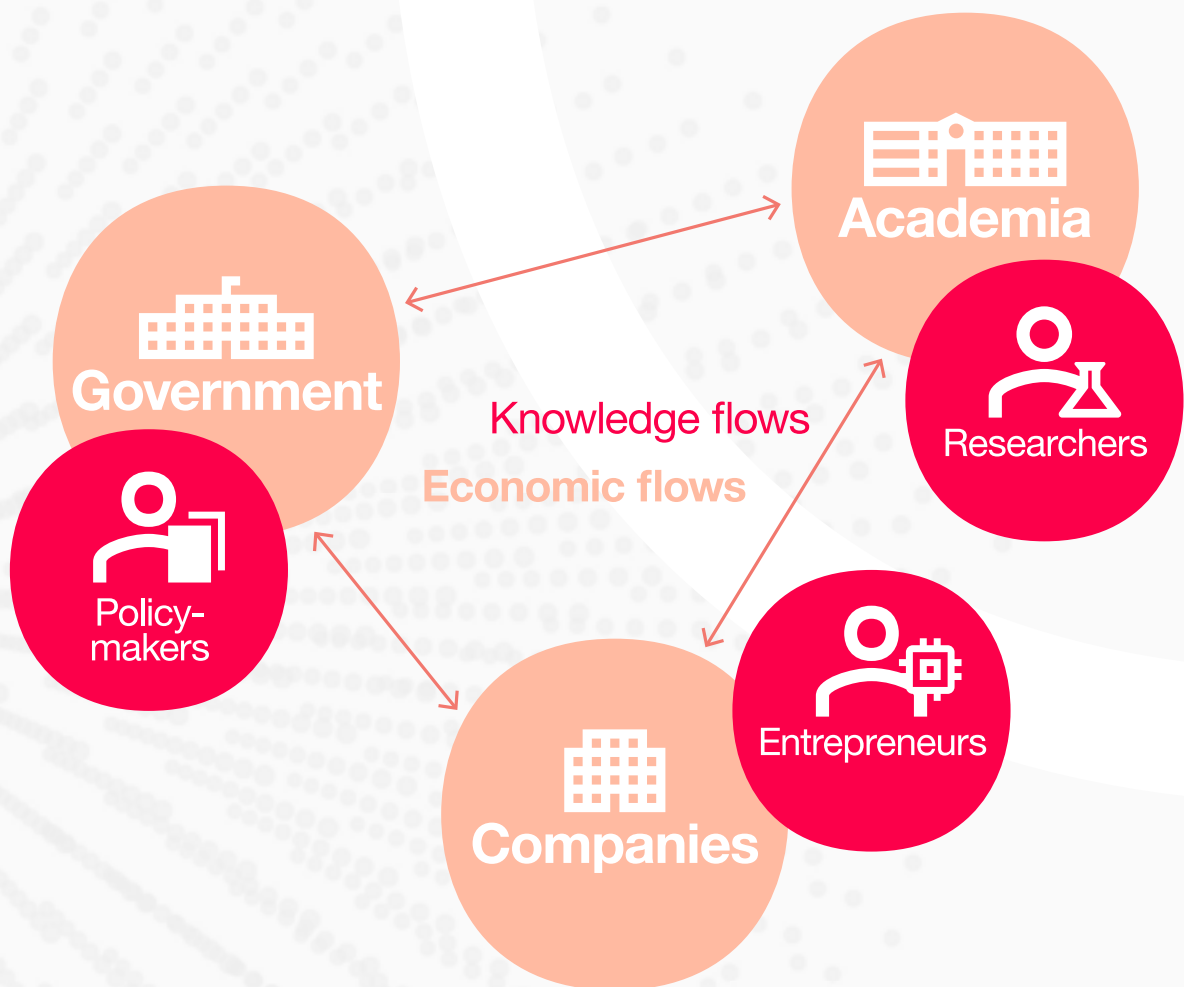 Academia
Government
Researchers
Knowledge flows
Economic flows
Policy-
makers
Entrepreneurs
Companies